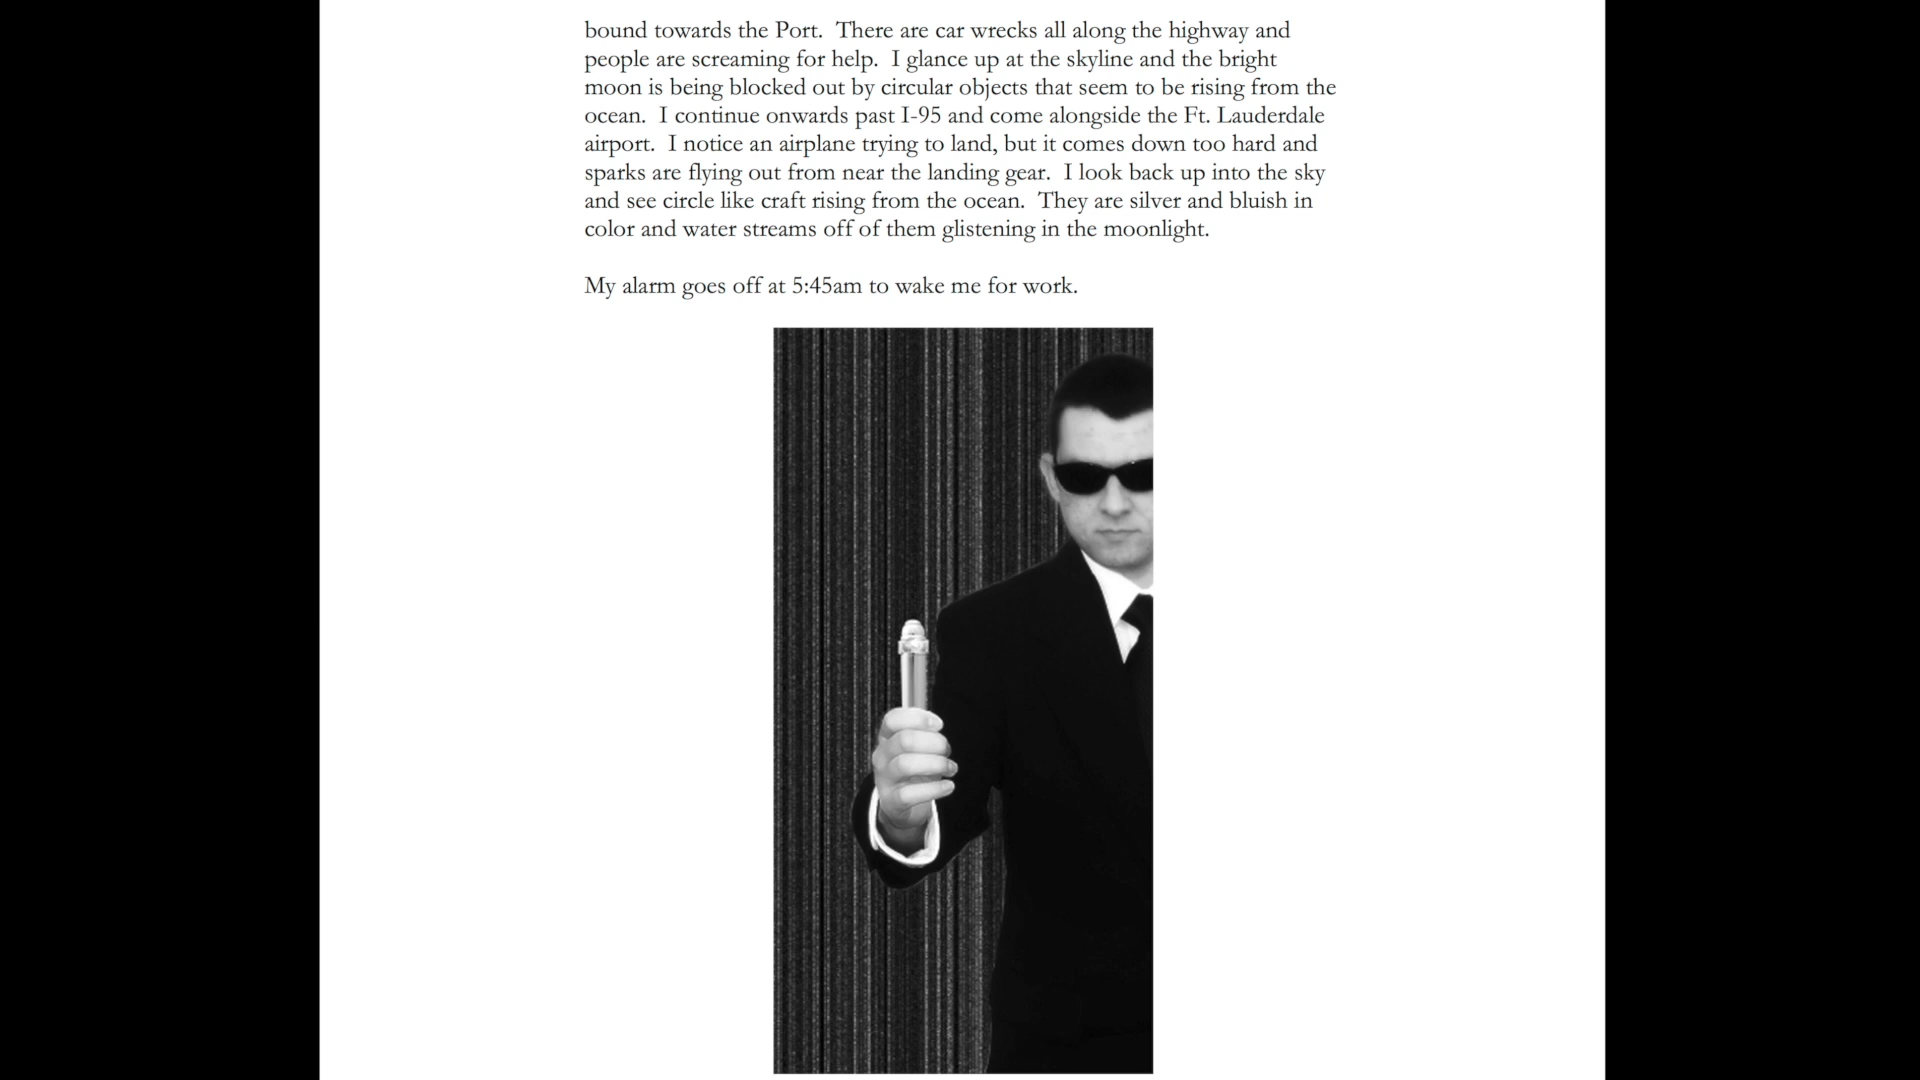 bound towards the Port.  There are car wrecks all along the highway and
people are screaming for help.  I glance up at the skyline and the bright
moon is being blocked out by circular objects that seem to be rising from the
ocean.  I continue onwards past I-95 and come alongside the Ft. Lauderdale
airport.  I notice an airplane trying to land, but it comes down too hard and
sparks are flying out from near the landing gear.  I look back up into the sky
and see circle like craft rising from the ocean.  They are silver and bluish in
color and water streams off of them glistening in the moonlight.
My alarm goes off at 5:45am to wake me for work.